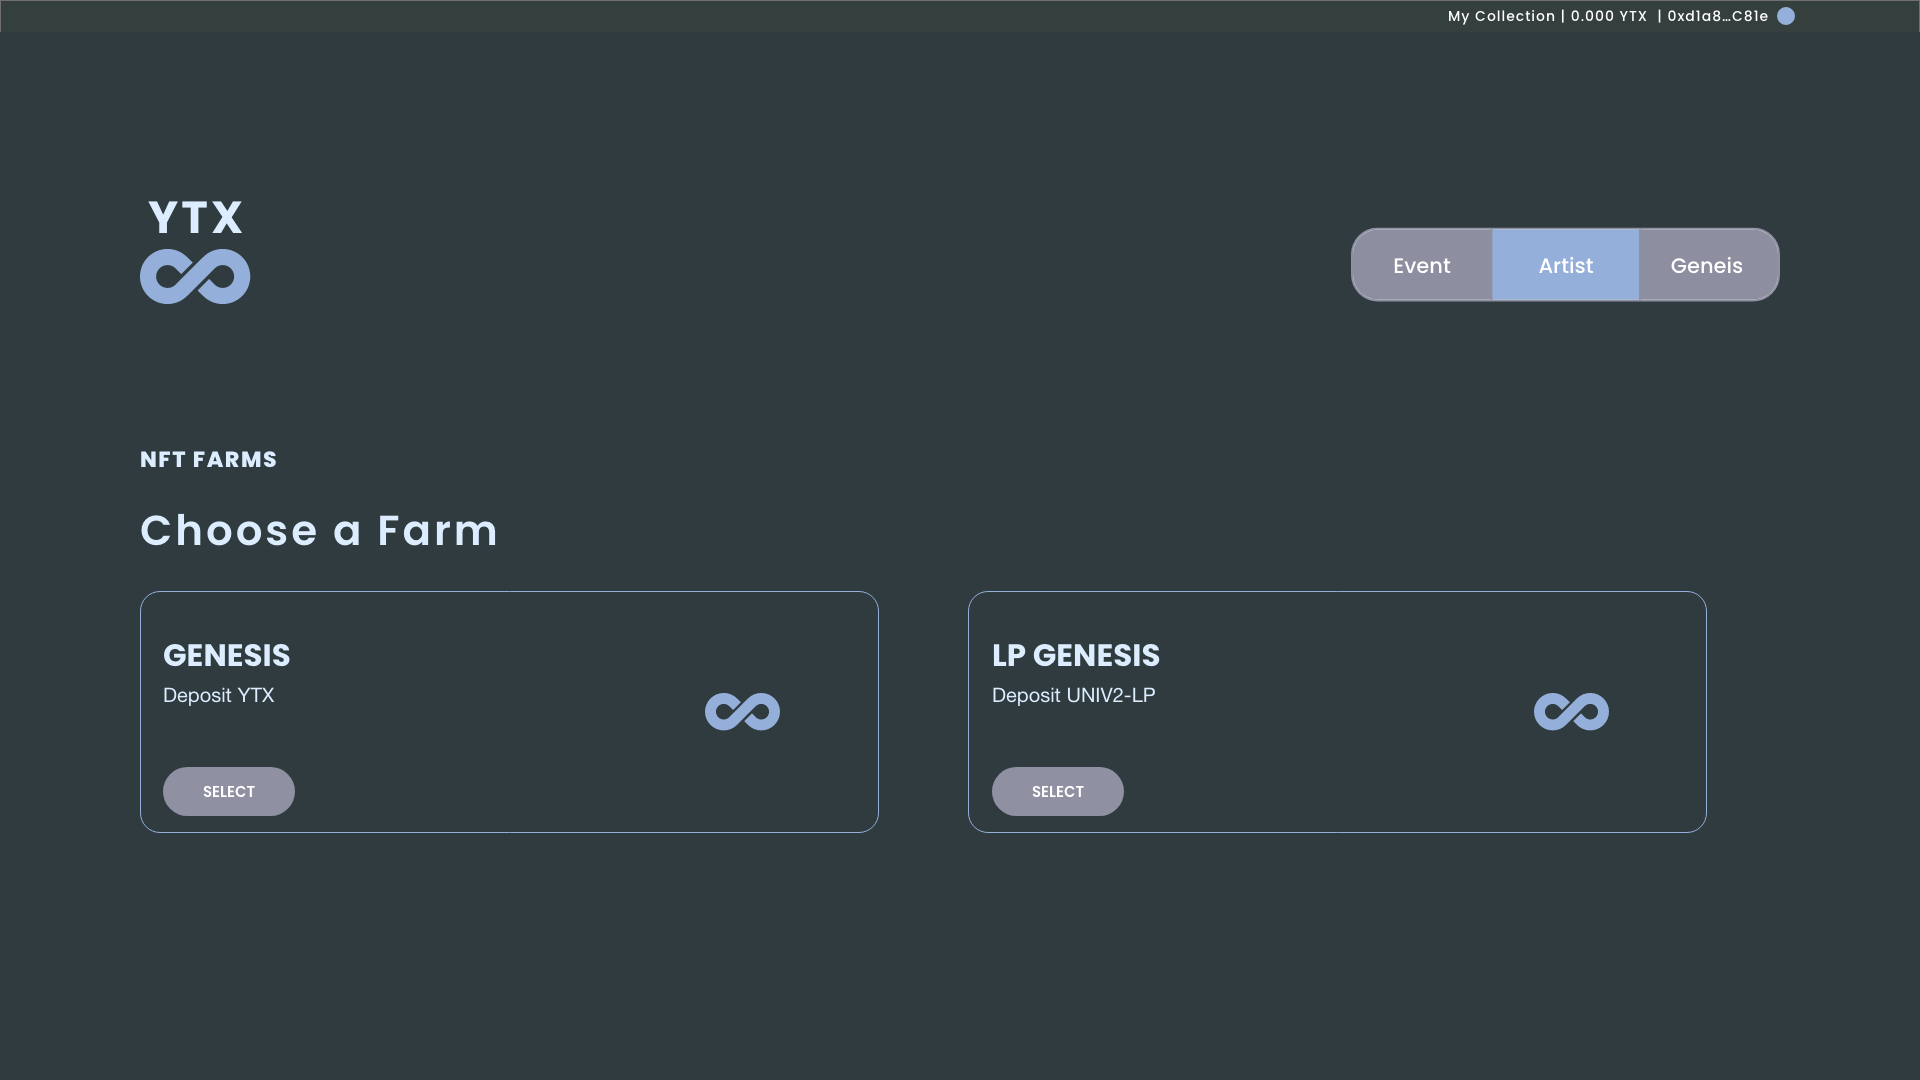 My Collection | 0.000 YTX | 0xd1a8...C81e
YTX
Event
Artist
Geneis
NFT FARMS
Choose a Farm
GENESIS
Deposit YTX
SELECT
LP GENESIS
Deposit UNIV2-LP
SELECT